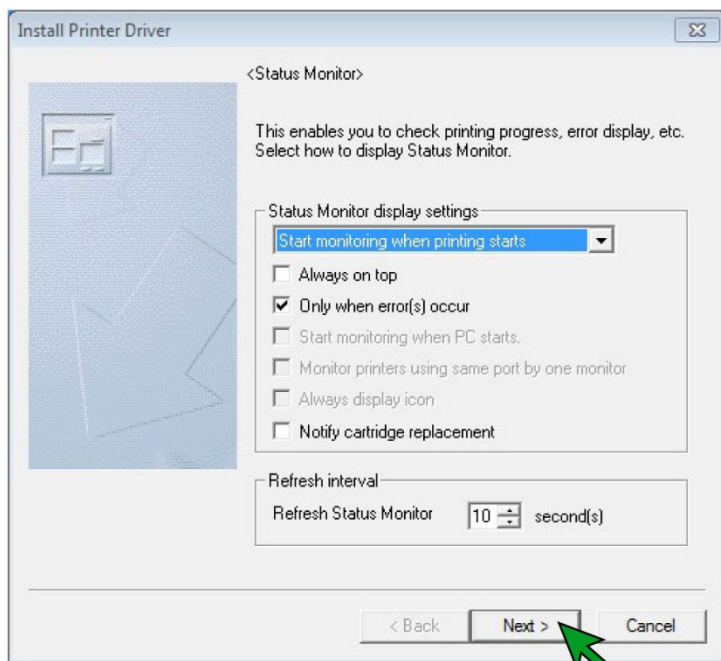 Install Printer Driver
<Status Monitor>
This enables you to check printing progress, error display, etc.
Select how to display Status Monitor.
Status Monitor display settings
Start monitoring when printing starts
Always on top
Only when error(s) occur
Start monitoring when PC starts.
Monitor printers using same port by one monitor
Always display icon
Notify cartridge replacement
Refresh interval
Refresh Status Monitor 10 second(s)
< Back Next > Cancel